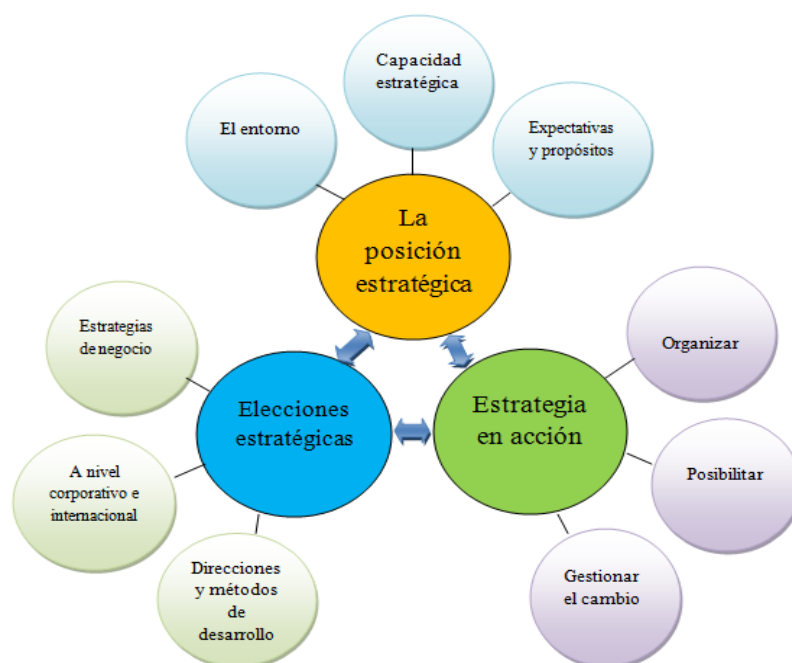 Capacidad
estratégica
El entorno
Expectativas
y propósitos
La
posición
estratégica
Estrategias
de negocio
Elecciones
estratégicas
A nivel
corporativo e
internacional
Direcciones
y métodos
de
desarrollo
Estrategia
en acción
Organizar
Posibilitar
Gestionar
el cambio